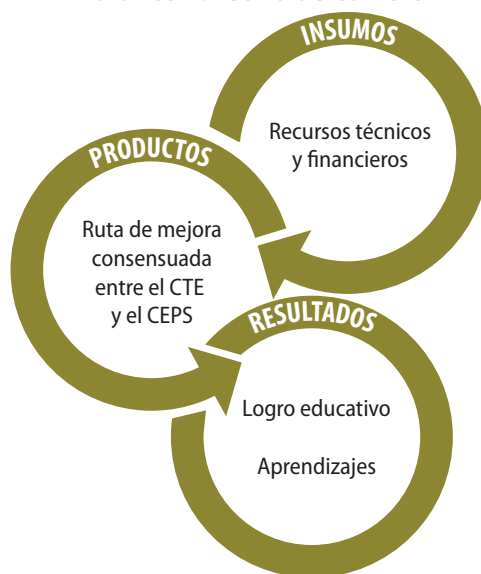 INSUMOS
Recursos técnicos
y financieros
PRODUCTOS
Ruta de mejora
consensuada
entre el CTE
y el CEPS
RESULTADOS
Logro educativo
Aprendizajes